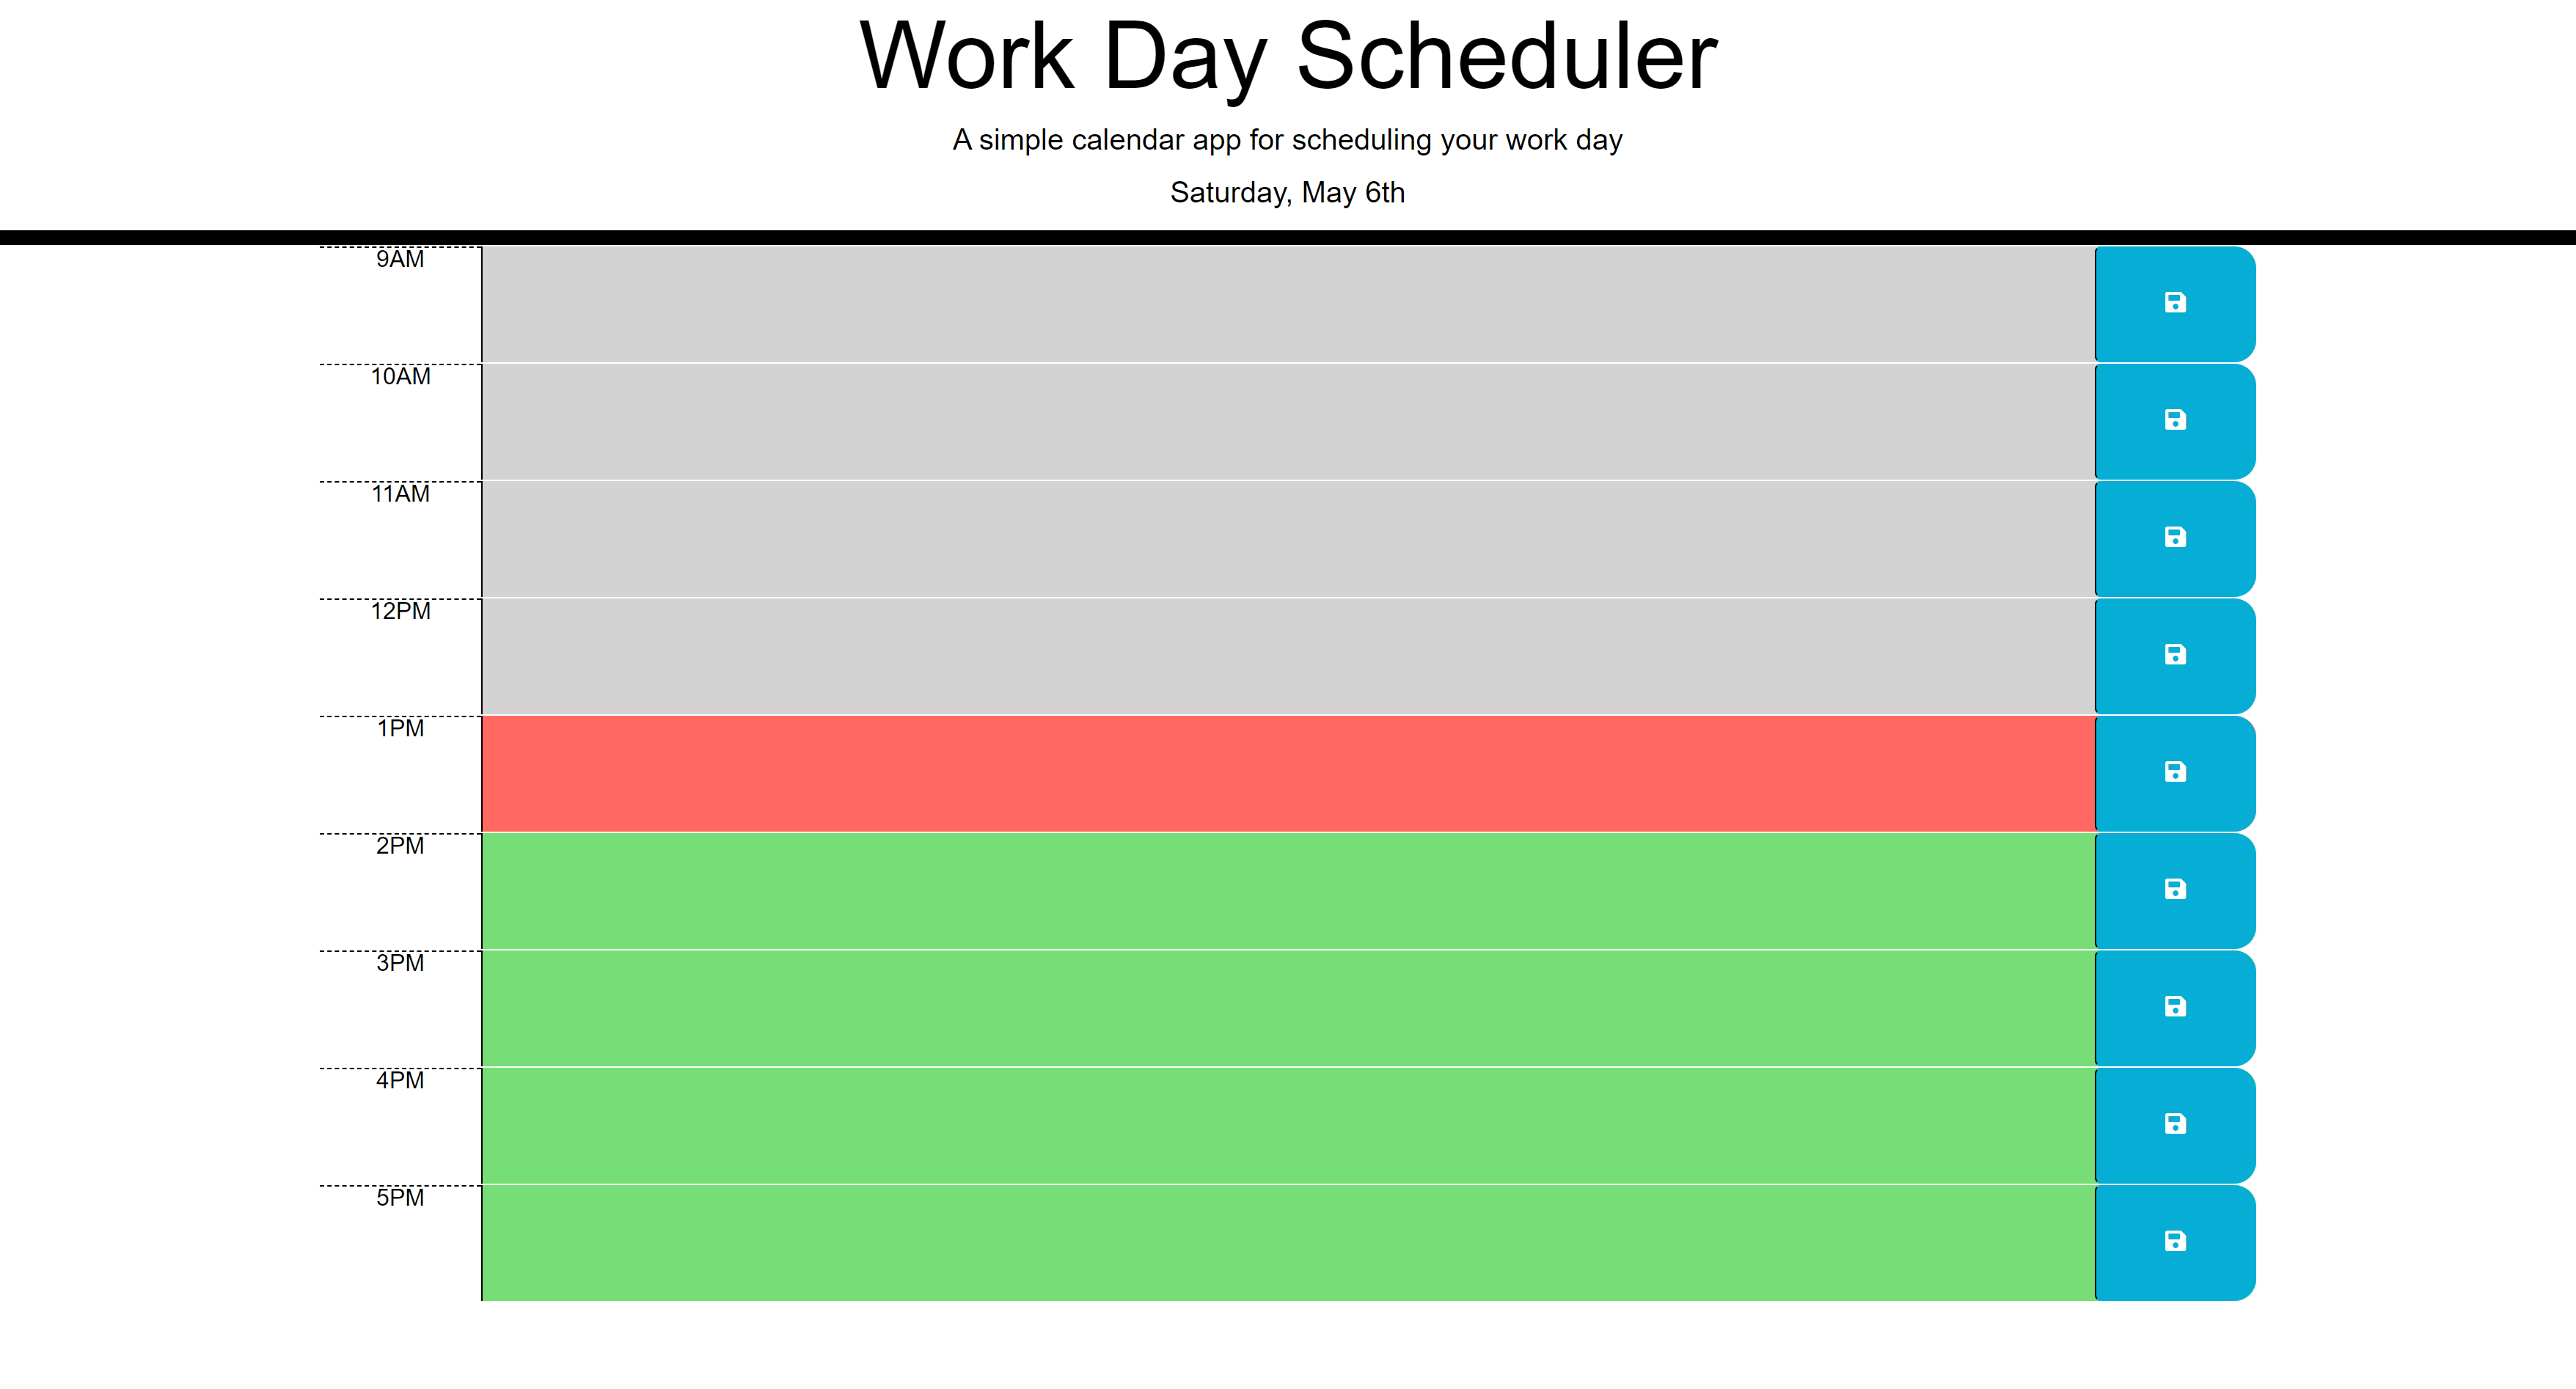 Work Day Scheduler
A simple calendar app for scheduling your work day
Saturday, May 6th
9AM
10AM
11AM
12PM
1PM
2PM
3PM
4PM
5PM